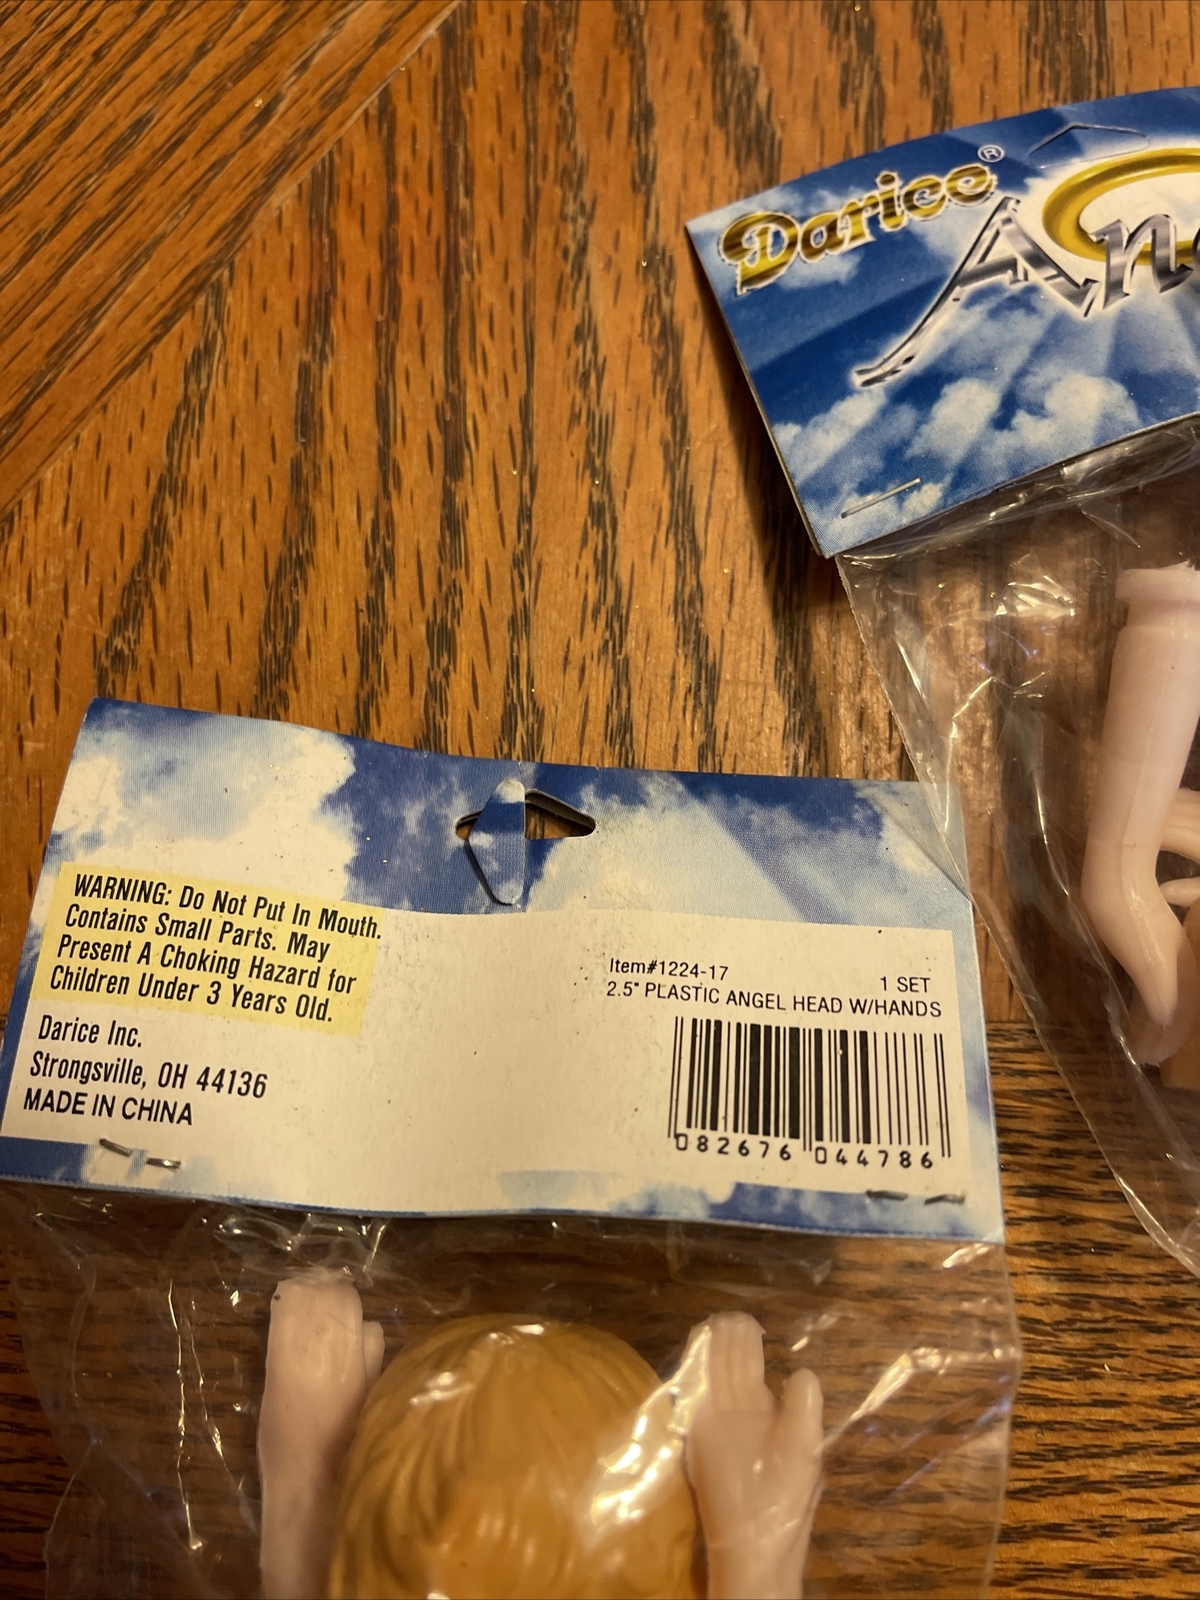 Darice®
WARNING: Do Not Put In Mouth.
Contains Small Parts. May
Present A Choking Hazard for
Children Under 3 Years Old.
Darice Inc.
Strongsville, OH 44136
MADE IN CHINA
Item#1224-17
1 SET
2.5" PLASTIC ANGEL HEAD W/HANDS
082676 044786